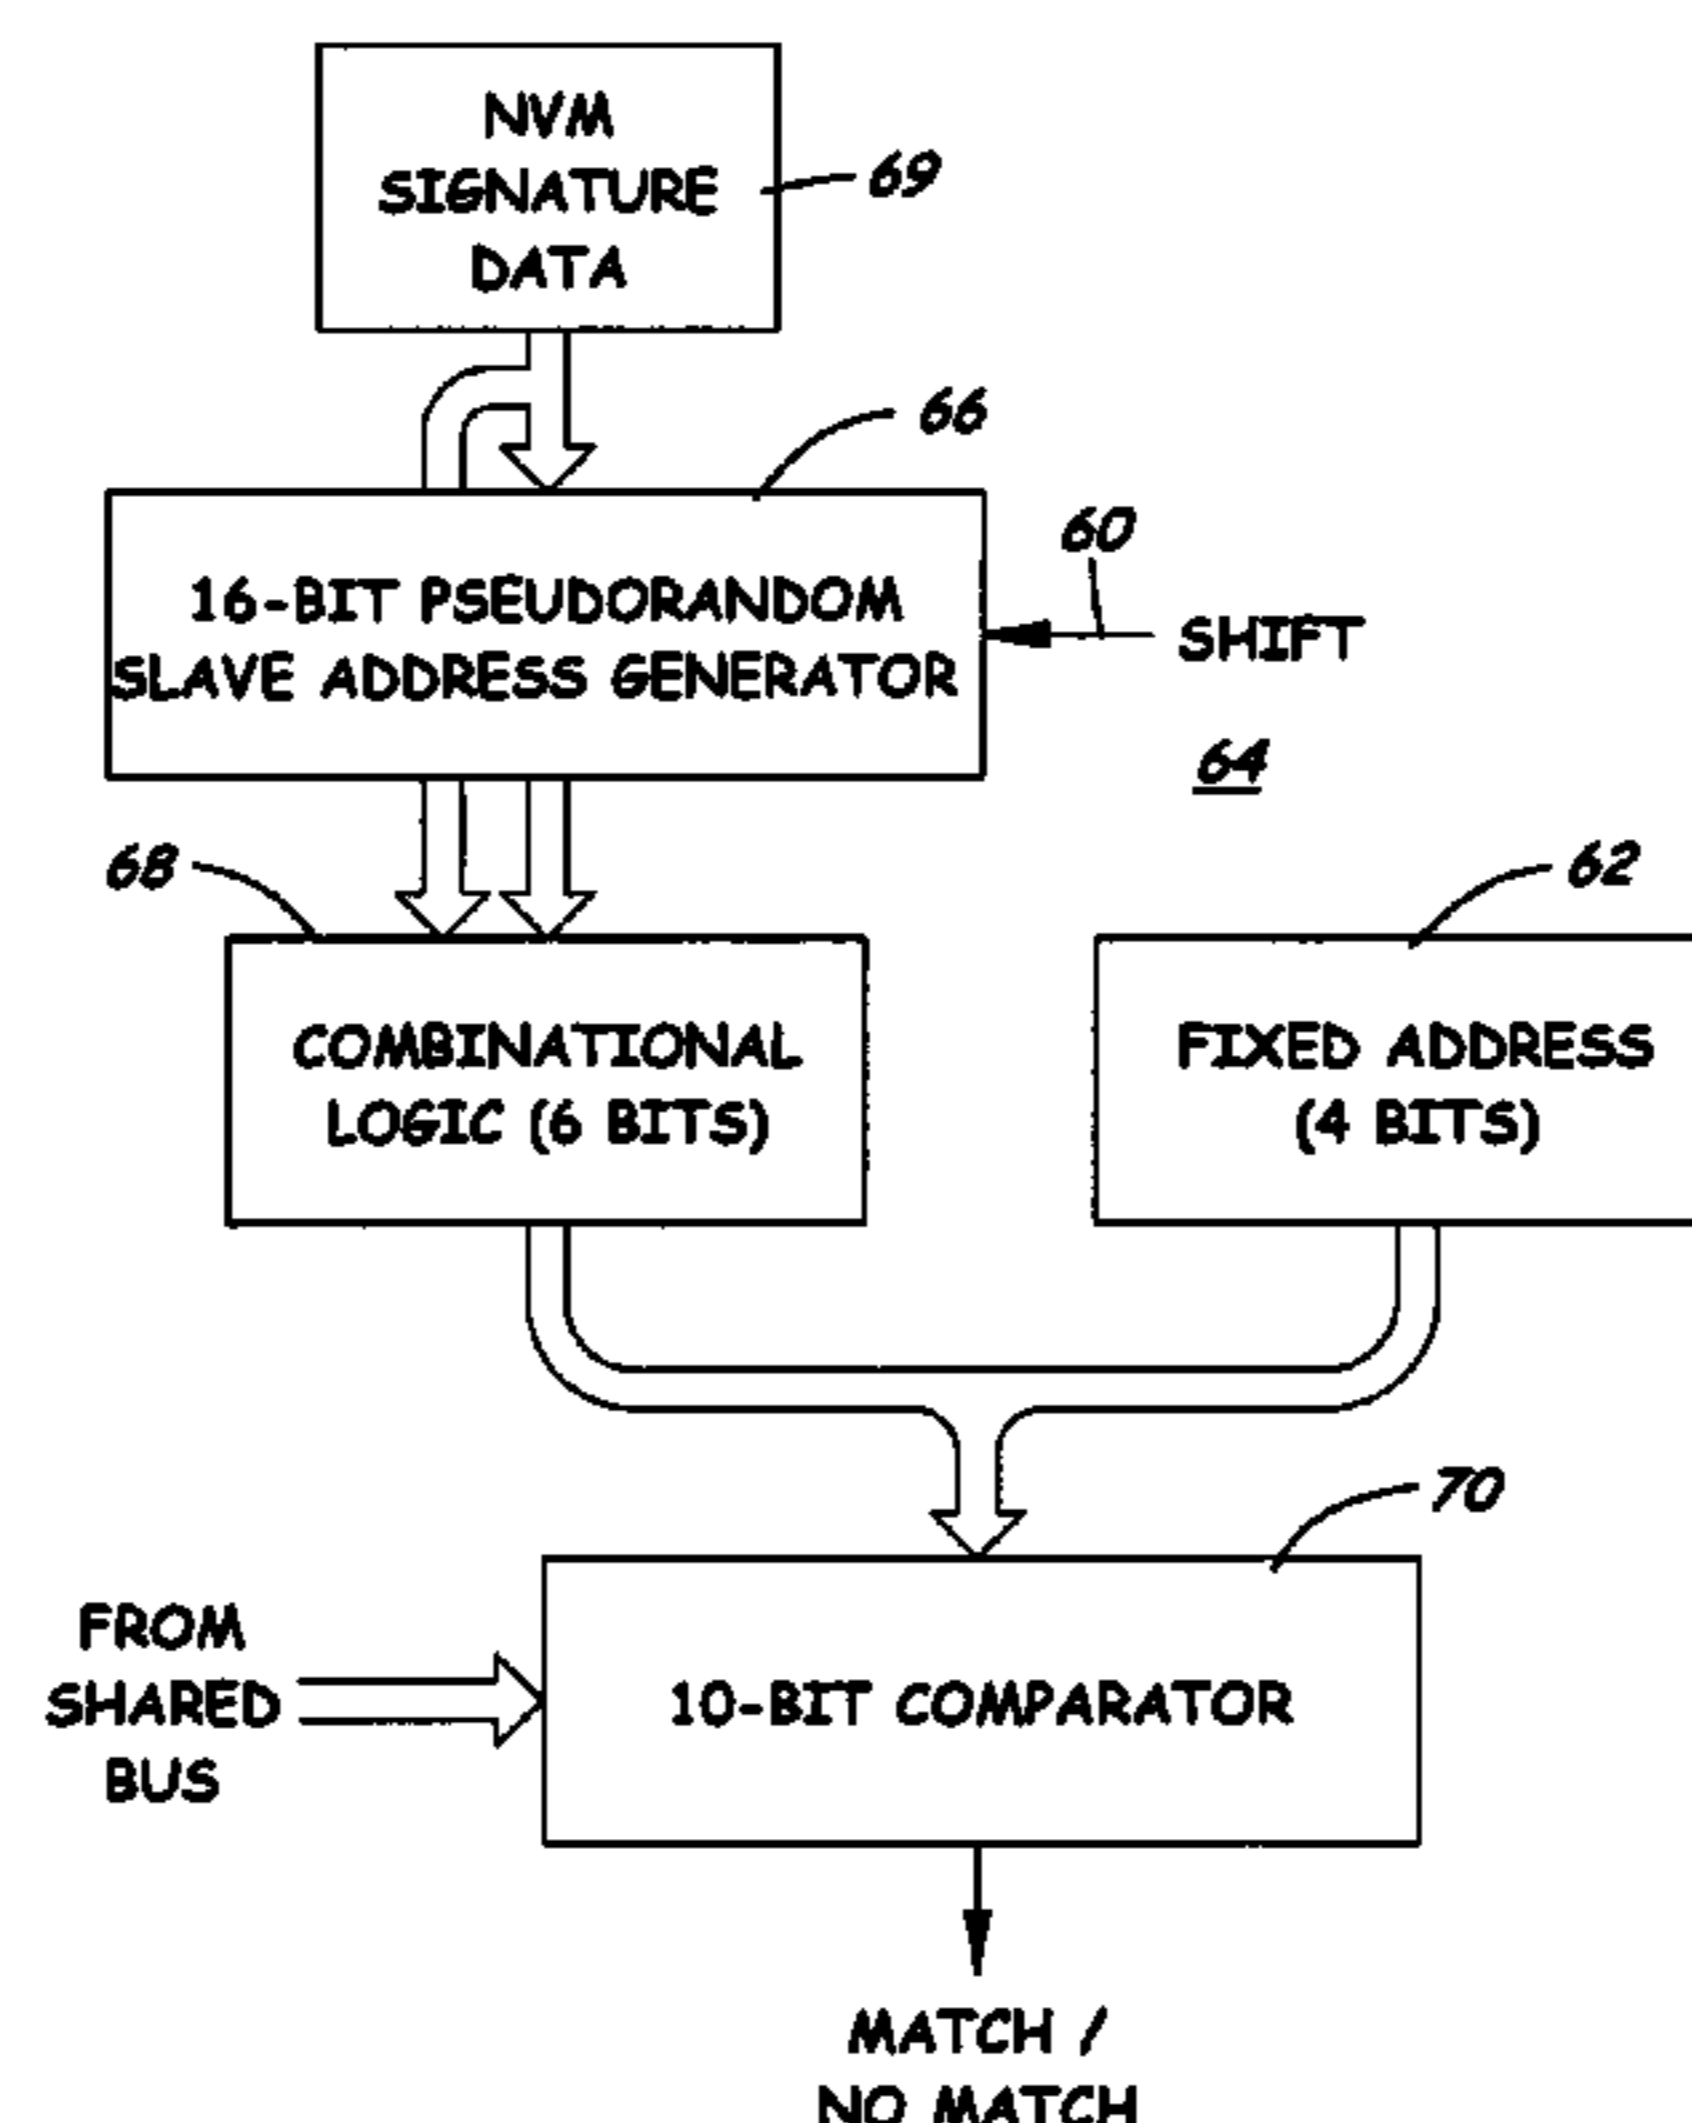 NVM
SIGNATURE
DATA
69
66
60
16-BIT PSEUDORANDOM
SLAVE ADDRESS GENERATOR
SHIFT
64
68
62
COMBINATIONAL
LOGIC (6 BITS)
FIXED ADDRESS
(4 BITS)
70
FROM
SHARED
BUS
10-BIT COMPARATOR
MATCH /
NO MATCH